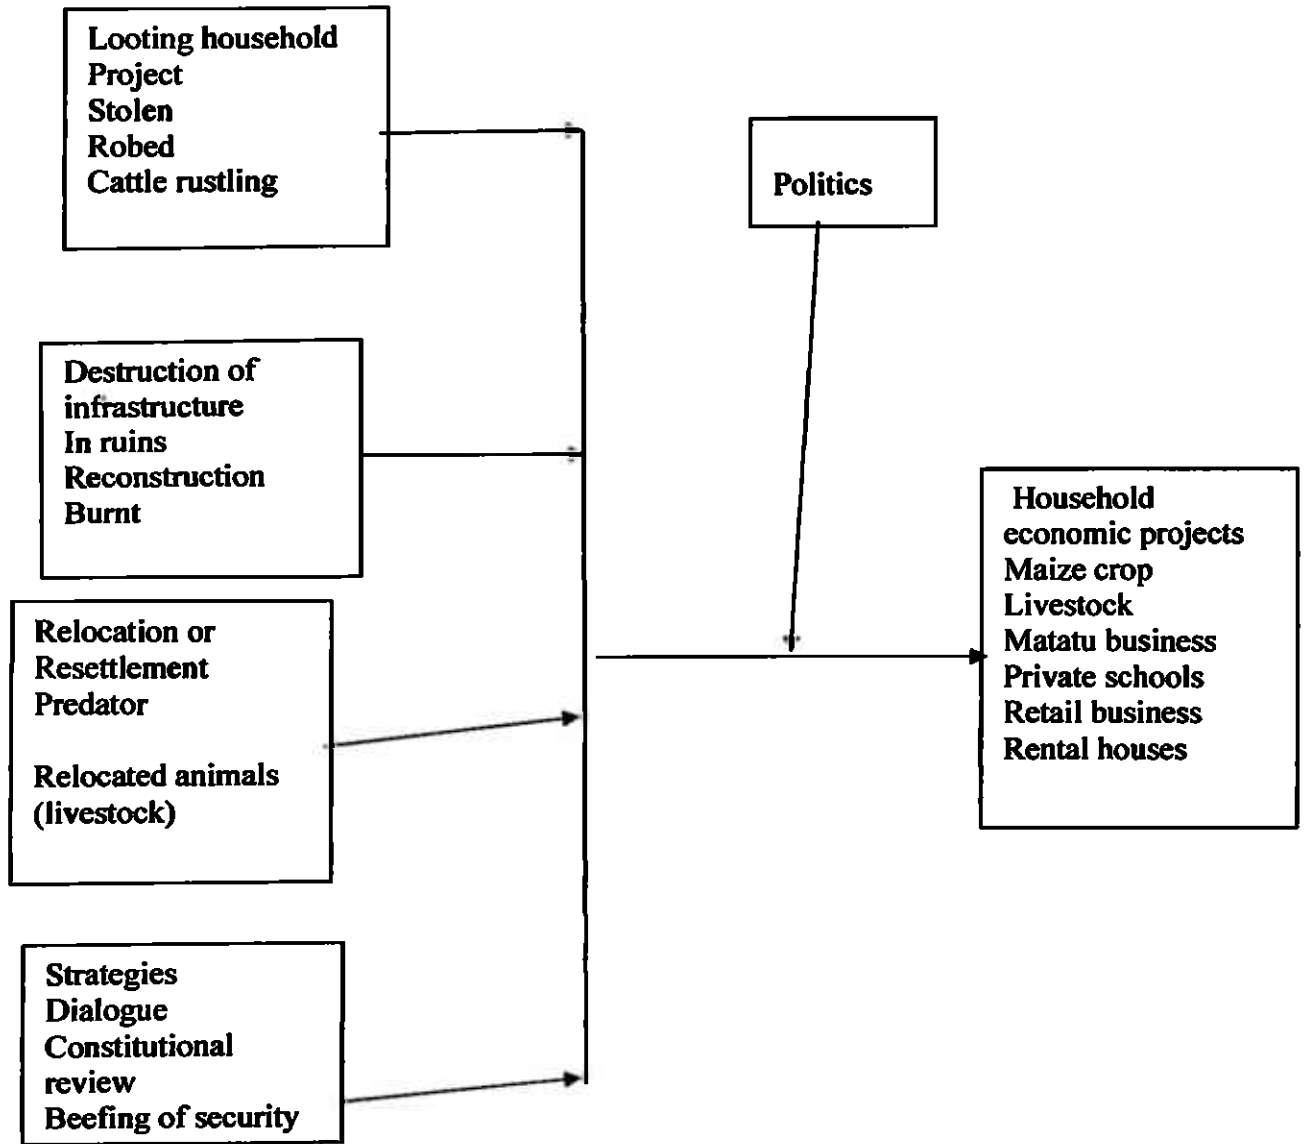 Looting household
Project
Stolen
Robed
Cattle rustling
Politics
Destruction of
infrastructure
In ruins
Reconstruction
Burnt
Household
economic projects
Maize crop
Livestock
Matatu business
Private schools
Retail business
Rental houses
Relocation or
Resettlement
Predator
Relocated animals
(livestock)
Strategies
Dialogue
Constitutional
review
Beefing of security